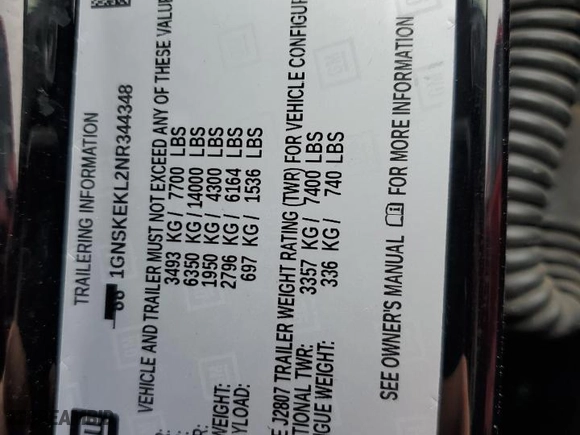 TRAILERING INFORMATION
1GNSKEKL2NR344348
VEHICLE AND TRAILER MUST NOT EXCEED ANY OF THESE VALU
3493 KG / 7700 LBS
6350 KG / 14000 LBS
1950 KG / 4300 LBS
WEIGHT: 2796 KG / 6164 LBS
YLOAD: 697 KG / 1536 LBS
E J2807 TRAILER WEIGHT RATING (TWR) FOR VEHICLE CONFIGUR
TIONAL TWR: 3357 KG / 7400 LBS
GUE WEIGHT: 336 KG / 740 LBS
SEE OWNER'S MANUAL FOR MORE INFORMATION